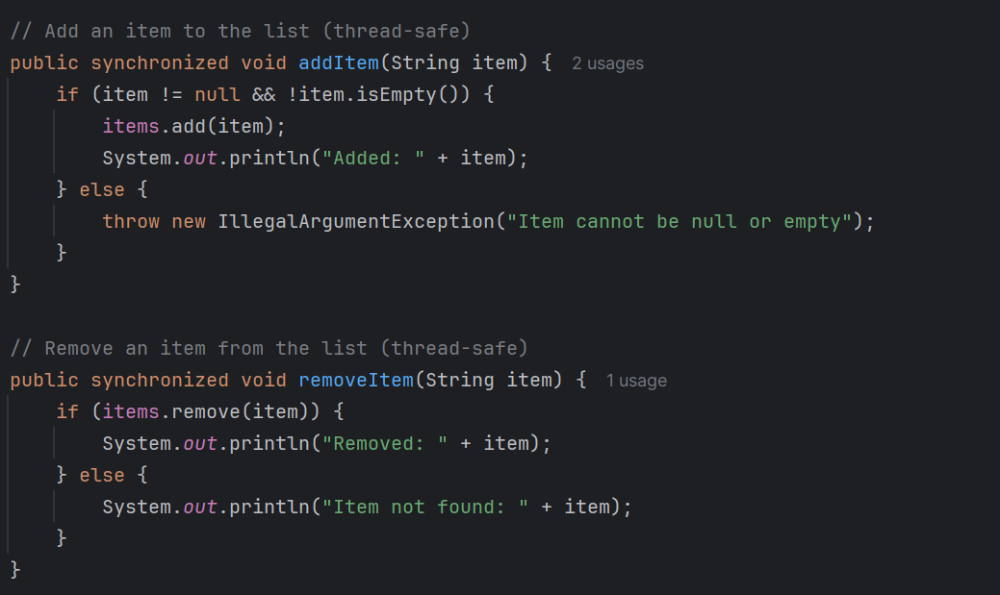 // Add an item to the list (thread-safe)
public synchronized void addItem(String item) { 2 usages
    if (item != null && !item.isEmpty()) {
        items.add(item);
        System.out.println("Added: " + item);
    } else {
        throw new IllegalArgumentException("Item cannot be null or empty");
    }
}

// Remove an item from the list (thread-safe)
public synchronized void removeItem(String item) { 1 usage
    if (items.remove(item)) {
        System.out.println("Removed: " + item);
    } else {
        System.out.println("Item not found: " + item);
    }
}